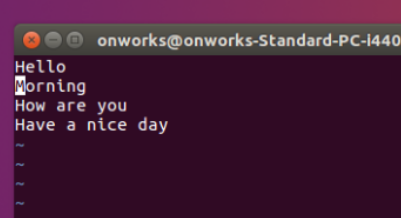 onworks@onworks-Standard-PC-i440
Hello
Morning
How are you
Have a nice day
~
~
~
~